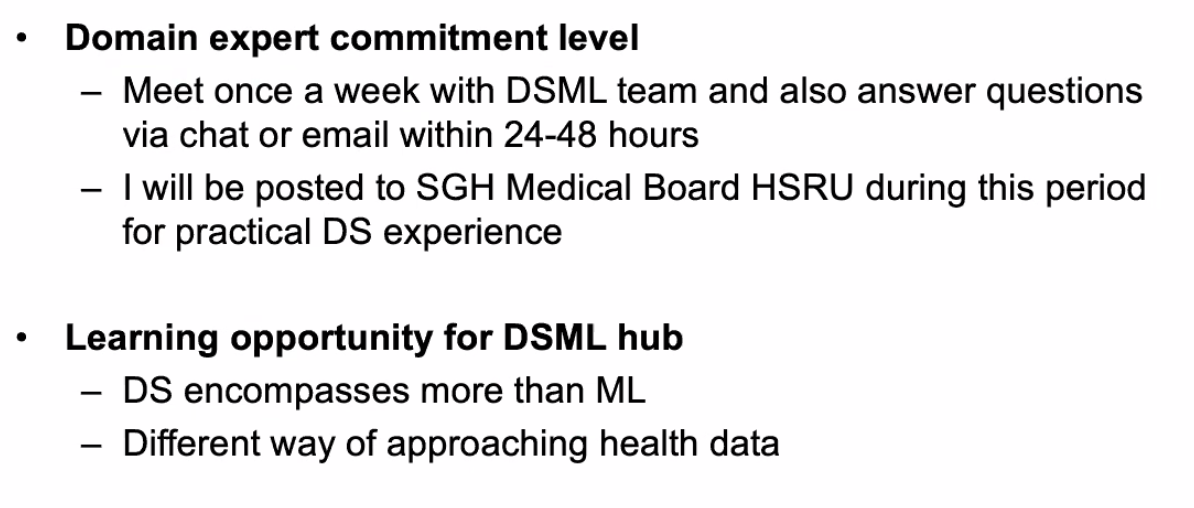 • Domain expert commitment level
– Meet once a week with DSML team and also answer questions
via chat or email within 24-48 hours
– I will be posted to SGH Medical Board HSRU during this period
for practical DS experience
• Learning opportunity for DSML hub
– DS encompasses more than ML
– Different way of approaching health data